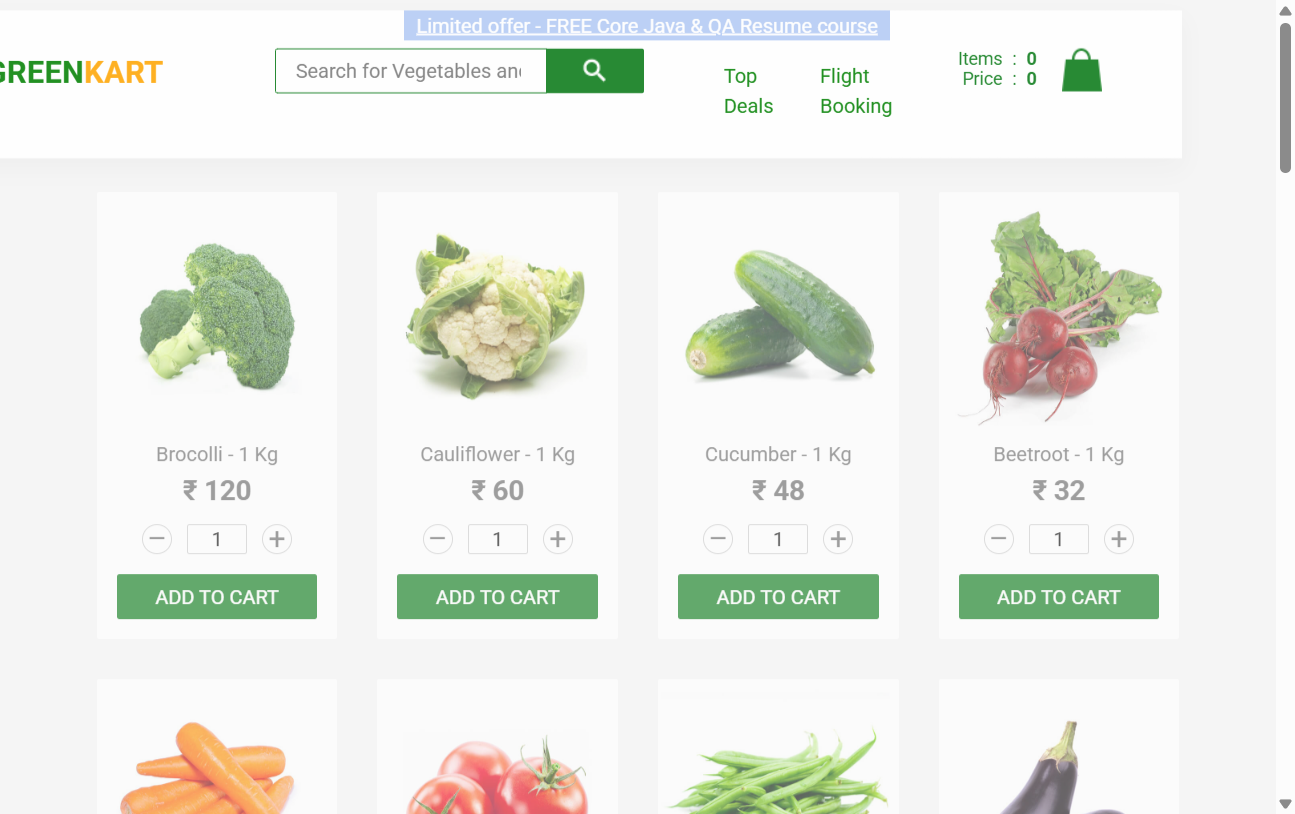 Limited offer - FREE Core Java & QA Resume course
GREENKART
Search for Vegetables an
Top
Deals
Flight
Booking
Items : 0
Price : 0
Brocolli - 1 Kg
₹ 120
1
ADD TO CART
Cauliflower - 1 Kg
₹ 60
1
ADD TO CART
Cucumber - 1 Kg
₹ 48
1
ADD TO CART
Beetroot - 1 Kg
₹ 32
1
ADD TO CART